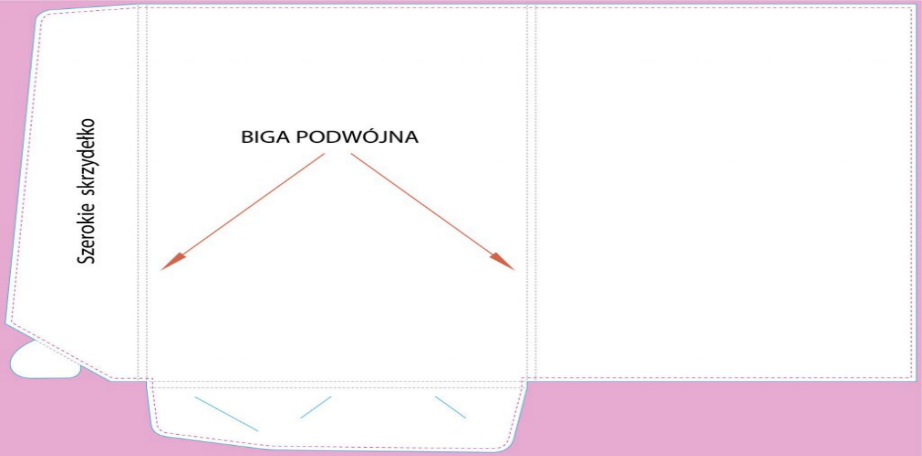 BIGA PODWÓJNA
Szerokie skrzydełko